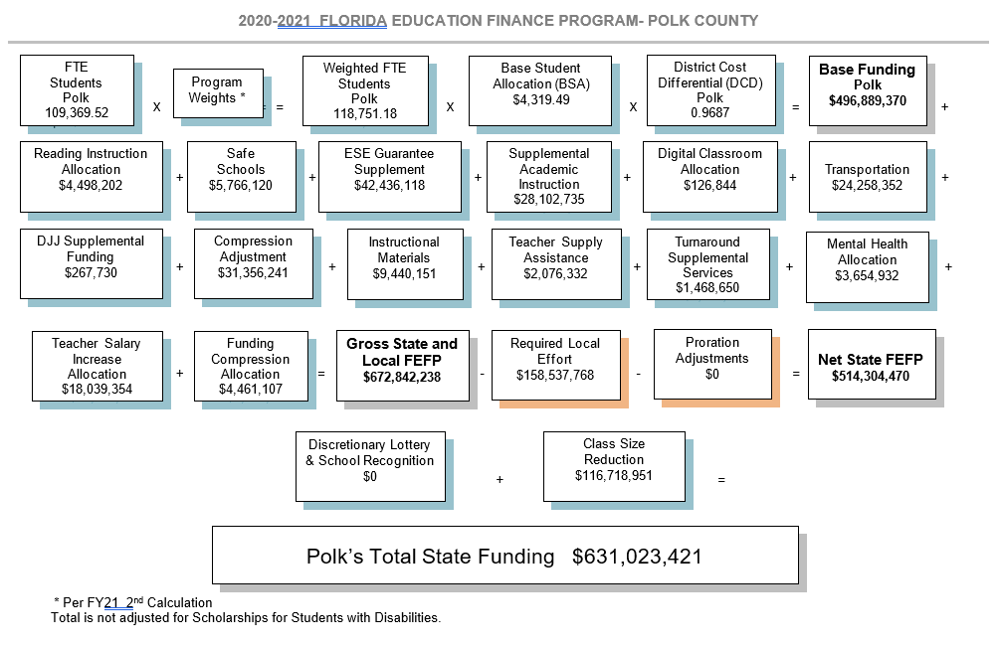 2020-2021 FLORIDA EDUCATION FINANCE PROGRAM- POLK COUNTY
FTE
Students
Polk
109,369.52
X
Program
Weights *
=
Weighted FTE
Students
Polk
118,751.18
X
Base Student
Allocation (BSA)
$4,319.49
X
District Cost
Differential (DCD)
Polk
0.9687
=
Base Funding
Polk
$496,889,370
+
Reading Instruction
Allocation
$4,498,202
+
Safe
Schools
$5,766,120
+
ESE Guarantee
Supplement
$42,436,118
+
Supplemental
Academic
Instruction
$28,102,735
+
Digital Classroom
Allocation
$126,844
+
Transportation
$24,258,352
+
DJJ Supplemental
Funding
$267,730
+
Compression
Adjustment
$31,356,241
+
Instructional
Materials
$9,440,151
+
Teacher Supply
Assistance
$2,076,332
+
Turnaround
Supplemental
Services
$1,468,650
+
Mental Health
Allocation
$3,654,932
+
Teacher Salary
Increase
Allocation
$18,039,354
+
Funding
Compression
Allocation
$4,461,107
=
Gross State and
Local FEFP
$672,842,238
-
Required Local
Effort
$158,537,768
-
Proration
Adjustments
$0
=
Net State FEFP
$514,304,470
Discretionary Lottery
& School Recognition
$0
+
Class Size
Reduction
$116,718,951
=
Polk's Total State Funding $631,023,421
* Per FY21 2nd Calculation
Total is not adjusted for Scholarships for Students with Disabilities.